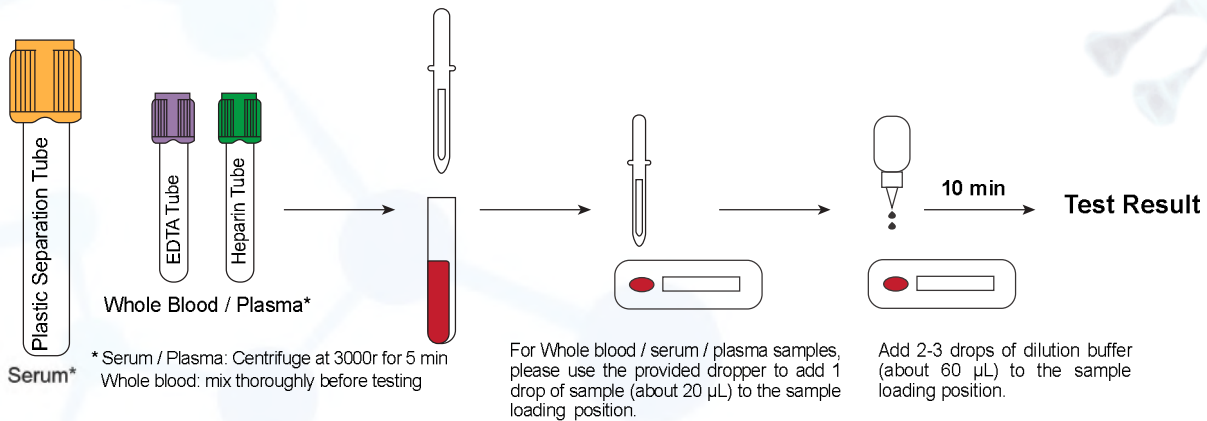 Plastic Separation Tube
Serum*
EDTA Tube
Heparin Tube
Whole Blood / Plasma*
* Serum / Plasma: Centrifuge at 3000r for 5 min
Whole blood: mix thoroughly before testing
For Whole blood / serum / plasma samples,
please use the provided dropper to add 1
drop of sample (about 20 µL) to the sample
loading position.
Add 2-3 drops of dilution buffer
(about 60 µL) to the sample
loading position.
10 min
Test Result